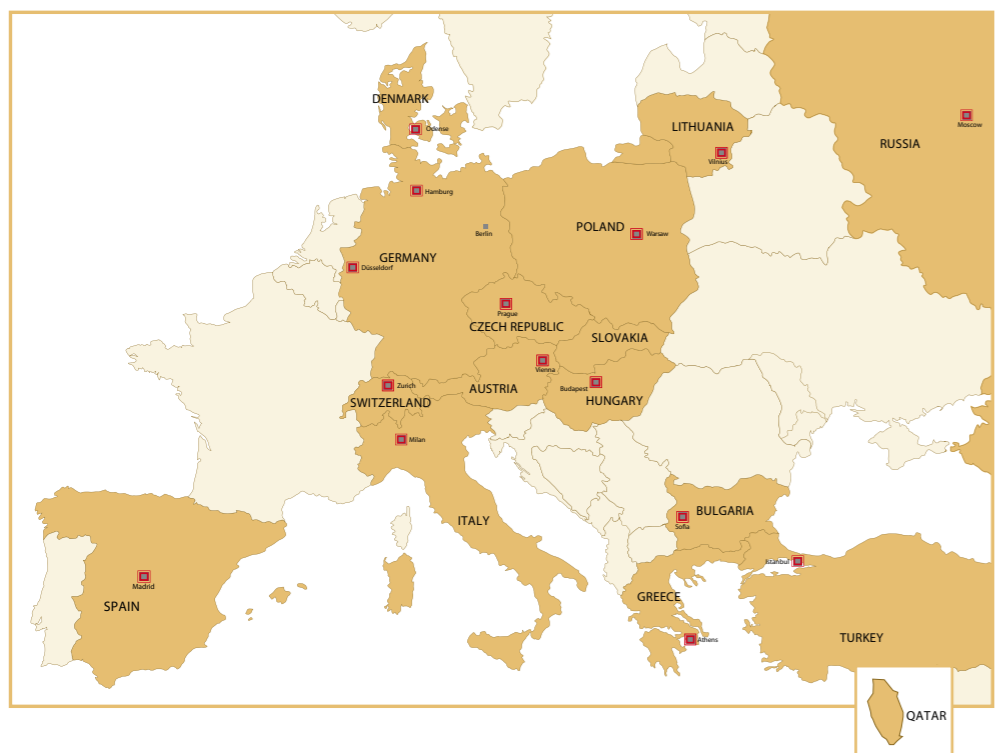 DENMARK
Odense
LITHUANIA
Vilnius
Moscow
RUSSIA
Hamburg
Berlin
POLAND
Warsaw
GERMANY
Düsseldorf
Prague
CZECH REPUBLIC
SLOVAKIA
Vienna
Zurich
AUSTRIA
Budapest
SWITZERLAND
HUNGARY
Milan
ITALY
BULGARIA
Sofia
Istanbul
Madrid
SPAIN
GREECE
Athens
TURKEY
QATAR